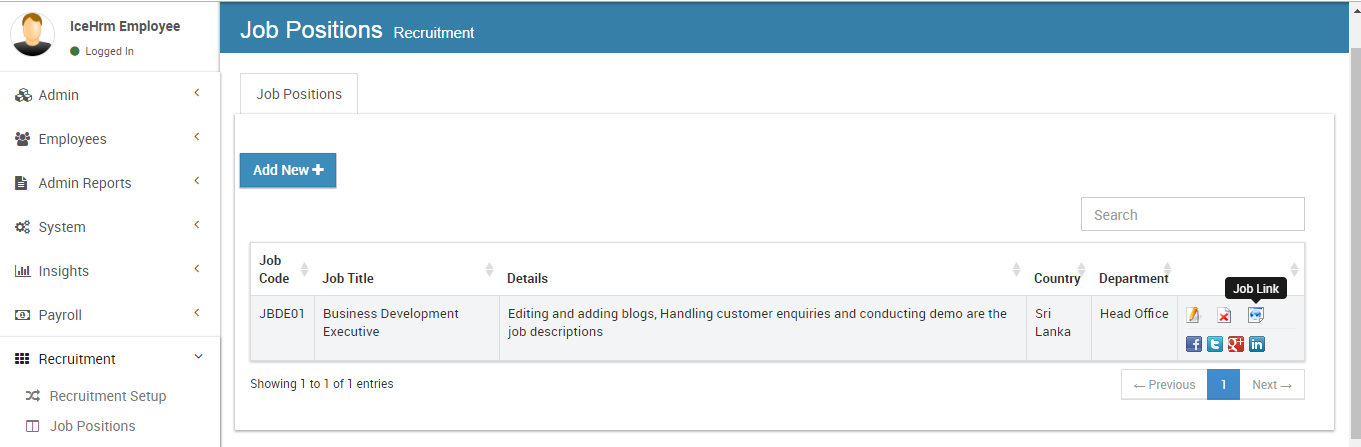 IceHrm Employee
Logged In
Admin
Employees
Admin Reports
System
Insights
Payroll
Recruitment
Recruitment Setup
Job Positions
Job Positions Recruitment
Job Positions
Add New
Search
Job
Code
Job Title
Details
Country
Department
Job Link
JBDE01
Business Development
Executive
Editing and adding blogs, Handling customer enquiries and conducting demo are the
job descriptions
Sri
Lanka
Head Office
Showing 1 to 1 of 1 entries
← Previous 1 Next →